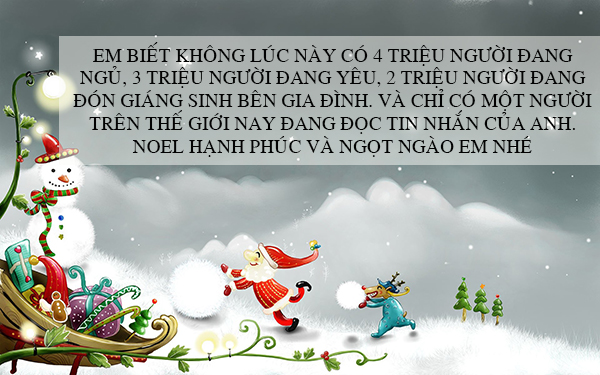 EM BIẾT KHÔNG LÚC NÀY CÓ 4 TRIỆU NGƯỜI ĐANG
NGỦ, 3 TRIỆU NGƯỜI ĐANG YÊU, 2 TRIỆU NGƯỜI ĐANG
ĐÓN GIÁNG SINH BÊN GIA ĐÌNH. VÀ CHỈ CÓ MỘT NGƯỜI
TRÊN THẾ GIỚI NAY ĐANG ĐỌC TIN NHẮN CỦA ANH.
NOEL HẠNH PHÚC VÀ NGỌT NGÀO EM NHÉ